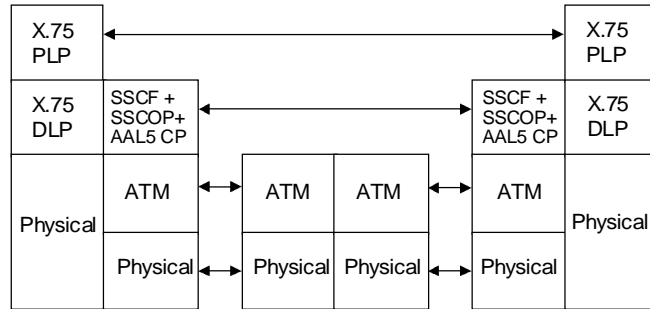 X.75
PLP
X.75
PLP
X.75
DLP
SSCF +
SSCOP+
AAL5 CP
SSCF +
SSCOP+
AAL5 CP
X.75
DLP
Physical
ATM
ATM
ATM
ATM
Physical
Physical
Physical
Physical
Physical